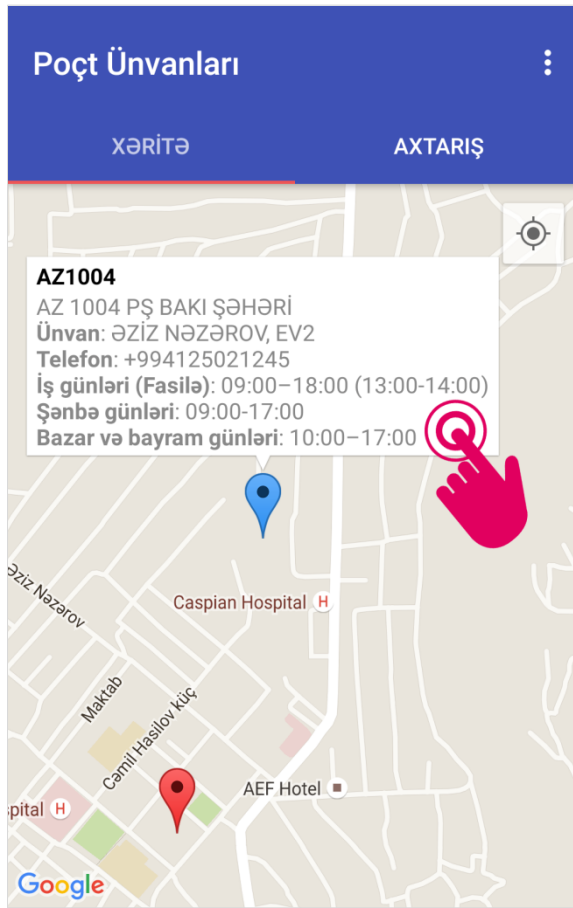 Poçt Ünvanları
XƏRİTƏ
AXTARIŞ
AZ1004
AZ 1004 PŞ BAKI ŞƏHƏRİ
Ünvan: ƏZİZ NƏZƏROV, EV2
Telefon: +994125021245
İş günləri (Fasilə): 09:00–18:00 (13:00-14:00)
Şənbə günləri: 09:00-17:00
Bazar və bayram günləri: 10:00–17:00
Əziz Nəzərov
Caspian Hospital H
Məktəb
Cəmil Hasilov küç
AEF Hotel
spital H
Google